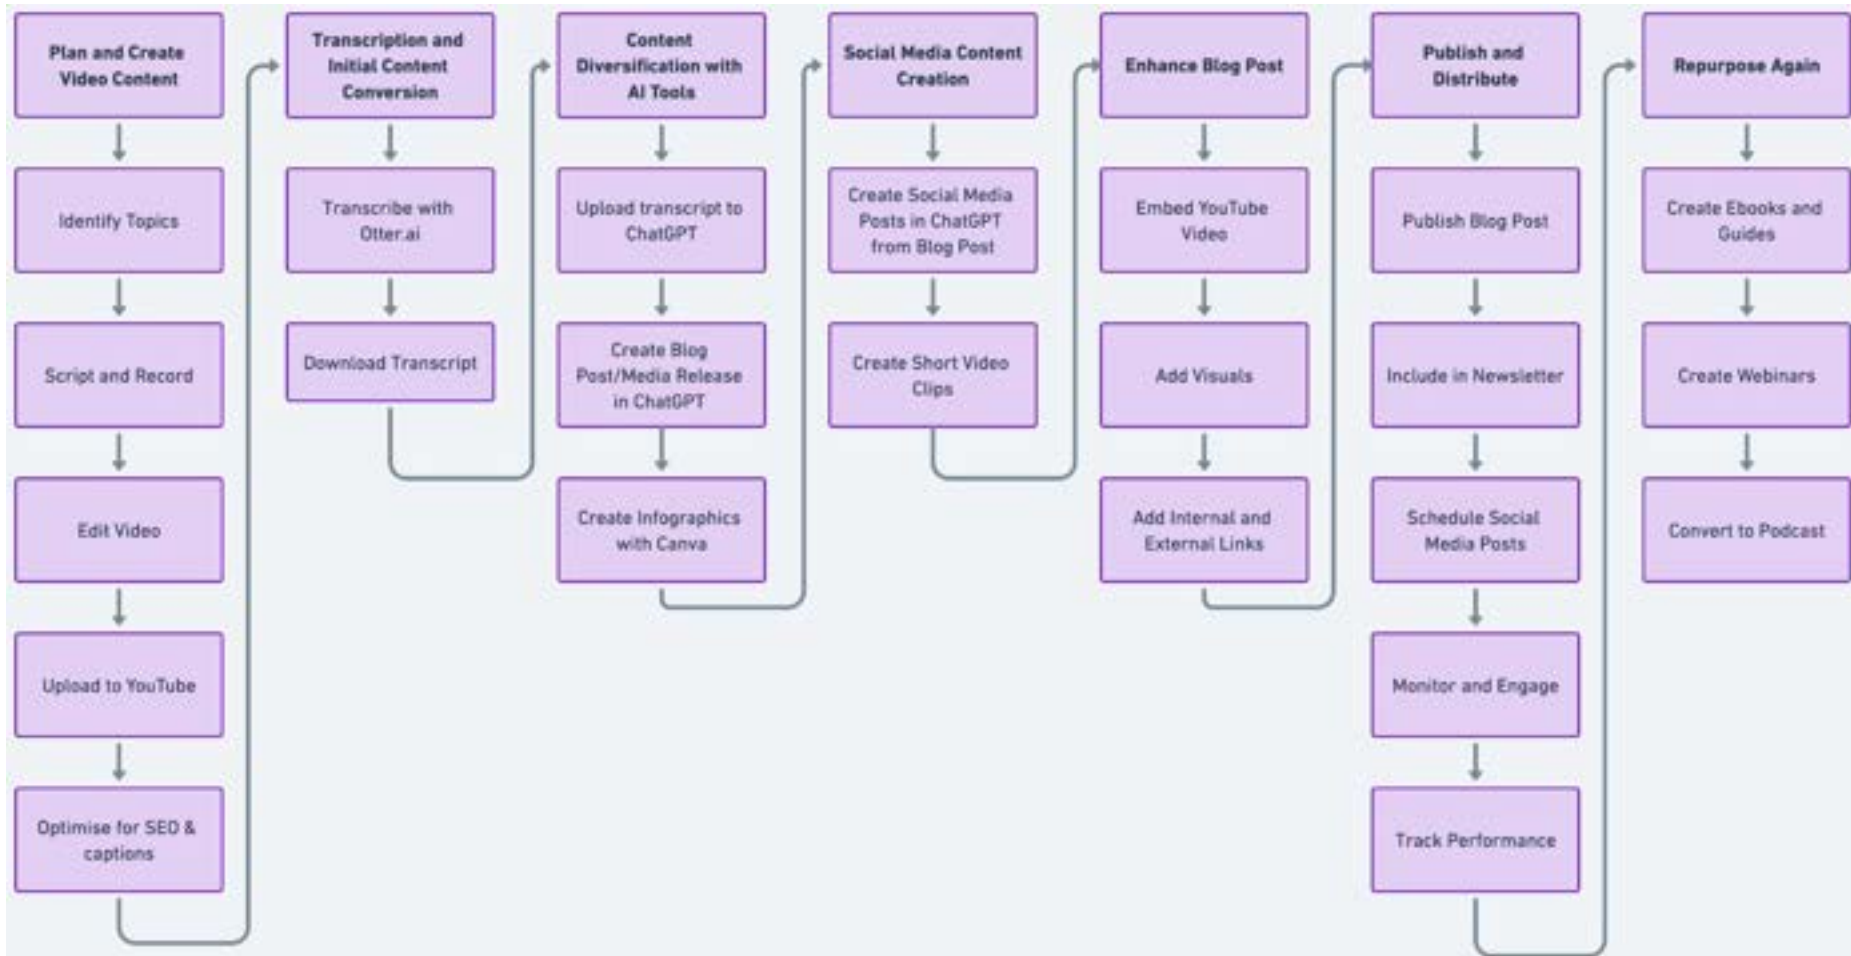 Plan and Create
Video Content
Identify Topics
Script and Record
Edit Video
Upload to YouTube
Optimise for SEO &
captions
Transcription and
Initial Content
Conversion
Transcribe with
Otter.ai
Download Transcript
Content
Diversification with
AI Tools
Upload transcript to
ChatGPT
Create Blog
Post/Media Release
in ChatGPT
Create Infographics
with Canva
Social Media Content
Creation
Create Social Media
Posts in ChatGPT
from Blog Post
Create Short Video
Clips
Enhance Blog Post
Embed YouTube
Video
Add Visuals
Add Internal and
External Links
Publish and
Distribute
Publish Blog Post
Include in Newsletter
Schedule Social
Media Posts
Monitor and Engage
Track Performance
Repurpose Again
Create Ebooks and
Guides
Create Webinars
Convert to Podcast